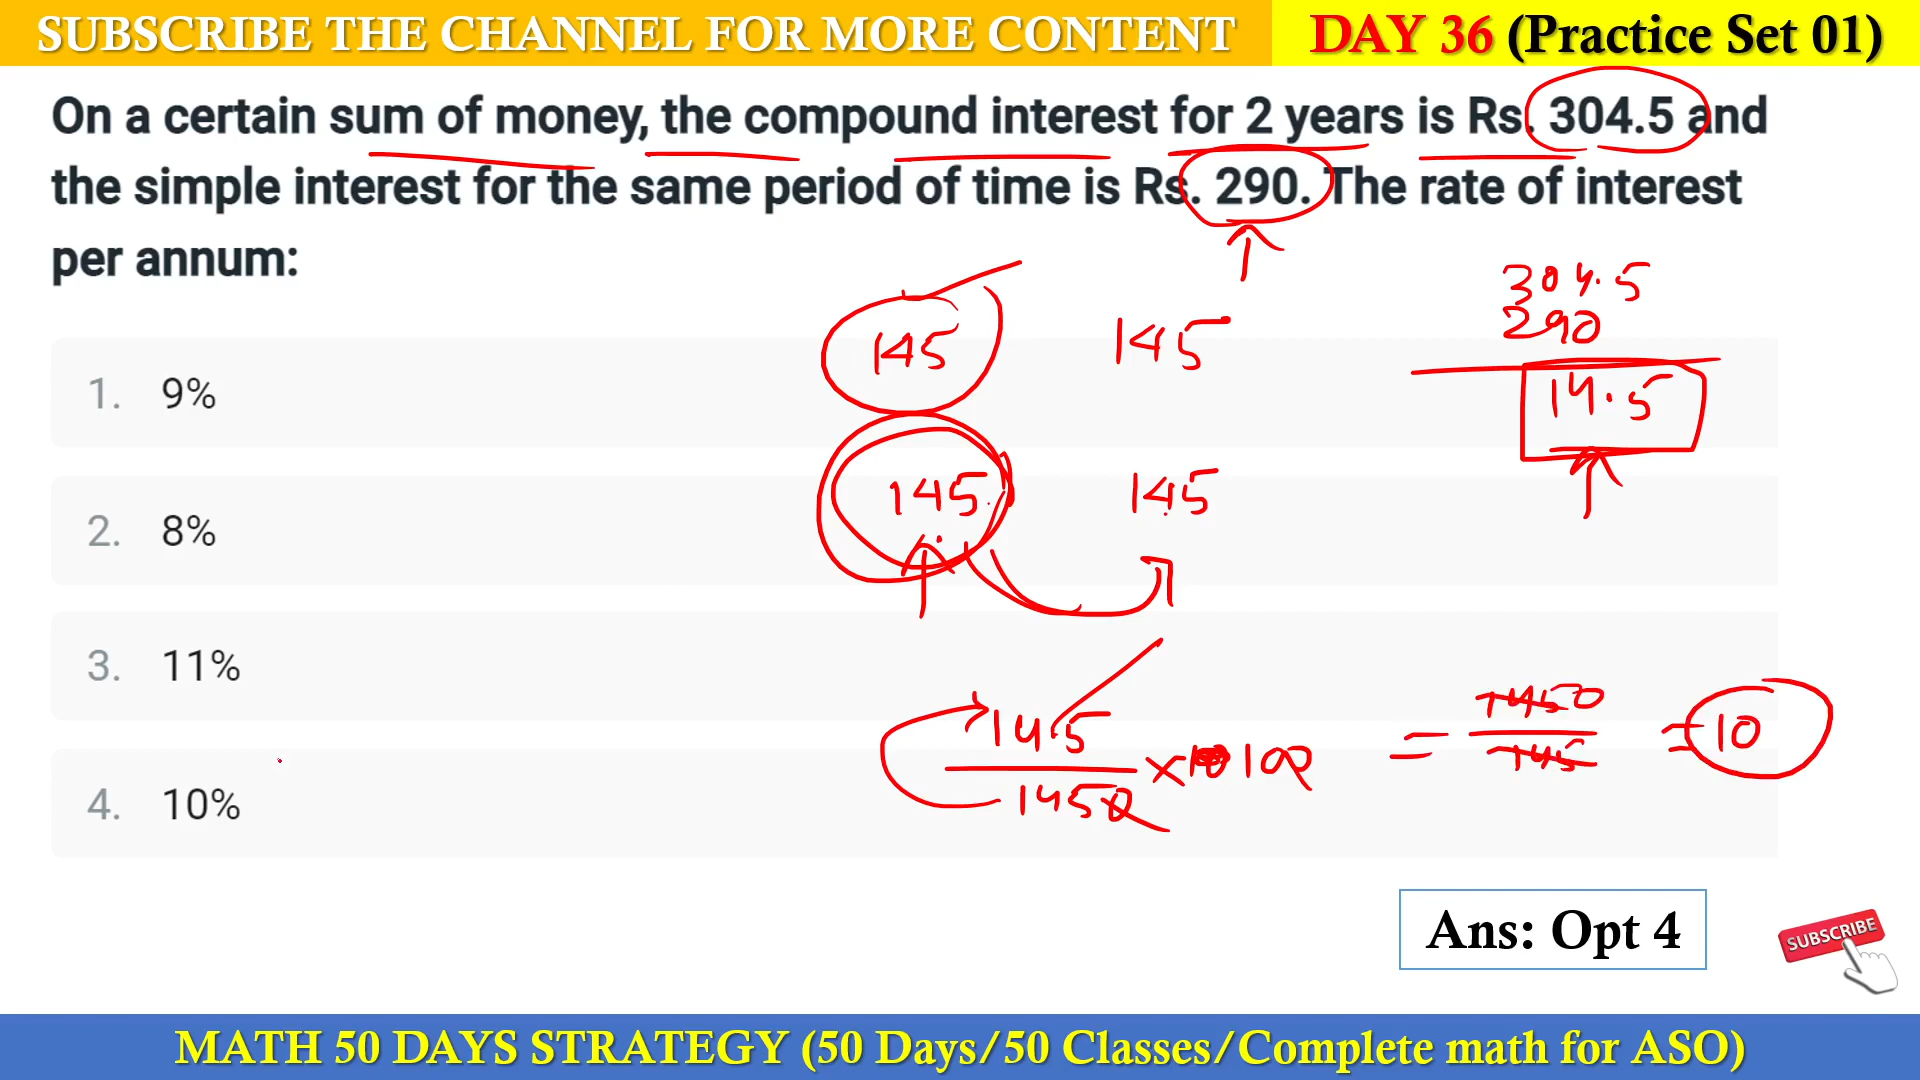 SUBSCRIBE THE CHANNEL FOR MORE CONTENT
DAY 36 (Practice Set 01)
On a certain sum of money, the compound interest for 2 years is Rs. 304.5 and
the simple interest for the same period of time is Rs. 290. The rate of interest
per annum:
304.5
290
14.5
145 145
145 145
1. 9%
2. 8%
3. 11%
4. 10%
14.5
1450
× 100
= 1450
145
= 10
Ans: Opt 4
SUBSCRIBE
MATH 50 DAYS STRATEGY (50 Days/50 Classes/Complete math for ASO)